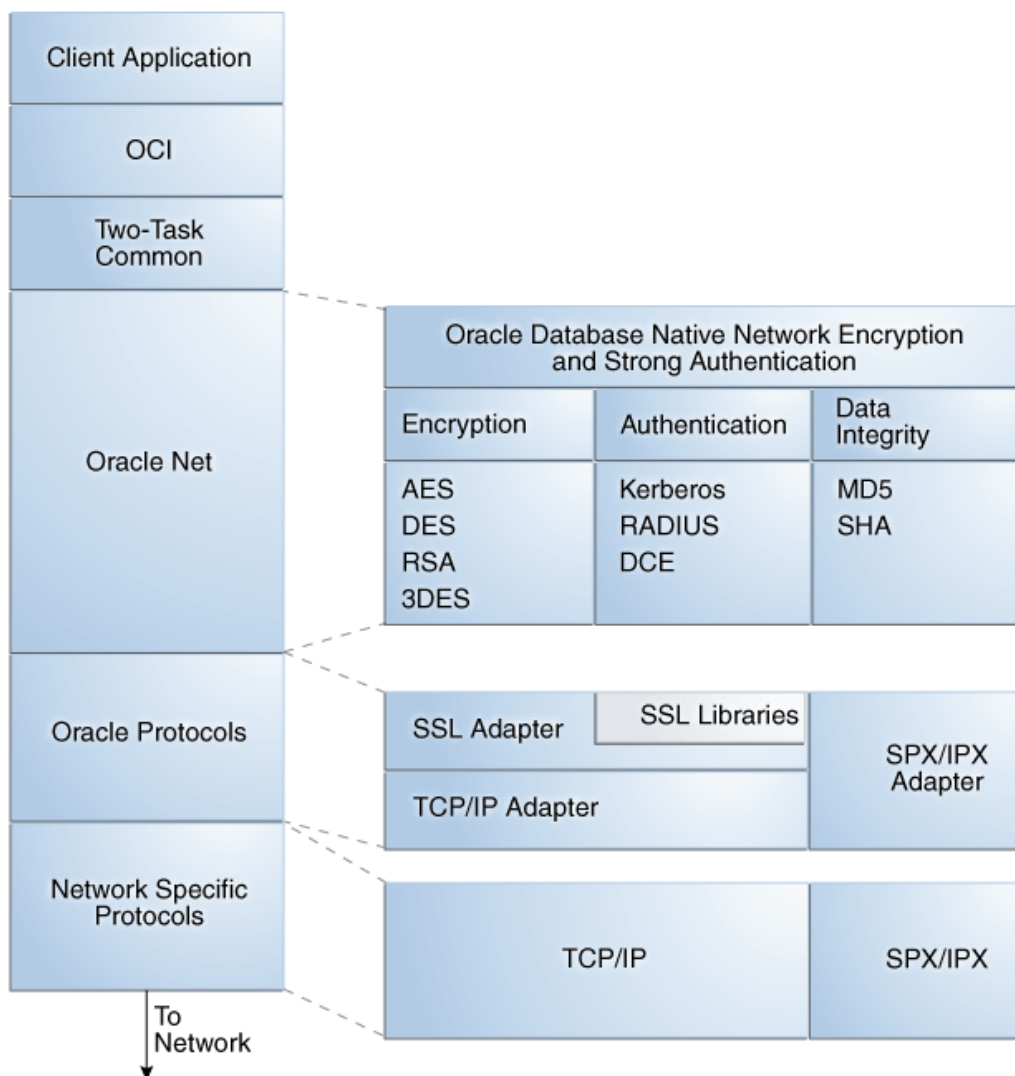 Client Application
OCI
Two-Task
Common
Oracle Net
Oracle Protocols
Network Specific
Protocols
To
Network
Oracle Database Native Network Encryption
and Strong Authentication
Encryption
Authentication
Data
Integrity
AES
DES
RSA
3DES
Kerberos
RADIUS
DCE
MD5
SHA
SSL Adapter
SSL Libraries
TCP/IP Adapter
SPX/IPX
Adapter
TCP/IP
SPX/IPX